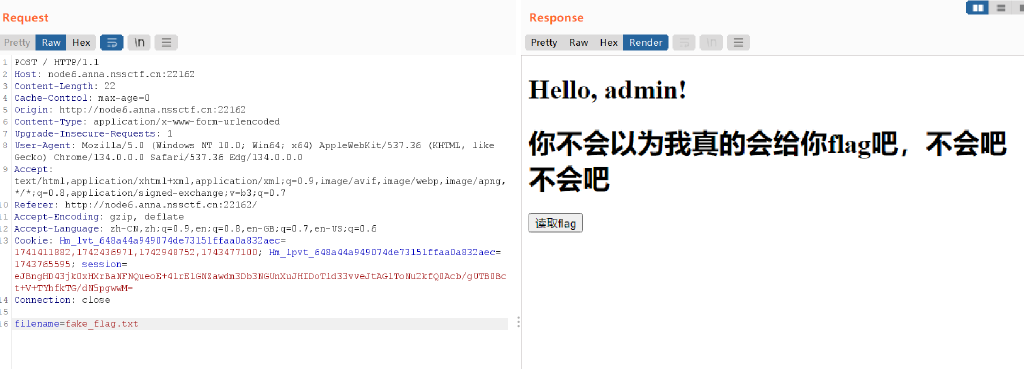 Request
Pretty Raw Hex \n
1 POST / HTTP/1.1
2 Host: node6.anna.nssctf.cn:22162
3 Content-Length: 22
4 Cache-Control: max-age=0
5 Origin: http://node6.anna.nssctf.cn:22162
6 Content-Type: application/x-www-form-urlencoded
7 Upgrade-Insecure-Requests: 1
8 User-Agent: Mozilla/5.0 (Windows NT 10.0; Win64; x64) AppleWebKit/537.36 (KHTML, like
Gecko) Chrome/134.0.0.0 Safari/537.36 Edg/134.0.0.0
9 Accept:
text/html,application/xhtml+xml,application/xml;q=0.9,image/avif,image/webp,image/apng,
*/*;q=0.8,application/signed-exchange;v=b3;q=0.7
10 Referer: http://node6.anna.nssctf.cn:22162/
11 Accept-Encoding: gzip, deflate
12 Accept-Language: zh-CN,zh;q=0.9,en;q=0.8,en-GB;q=0.7,en-US;q=0.6
13 Cookie: Hm_lvt_648a44a949074de73151ffaa0a832aec=
1741411882,1742436971,1742948752,1743477100; Hm_lpvt_648a44a949074de73151ffaa0a832aec=
1743765595; session=
14 Connection: close
15
16 filename=fake_flag.txt
Response
Pretty Raw Hex Render \n
Hello, admin!
你不会以为我真的会给你flag吧，不会吧
不会吧
读取flag